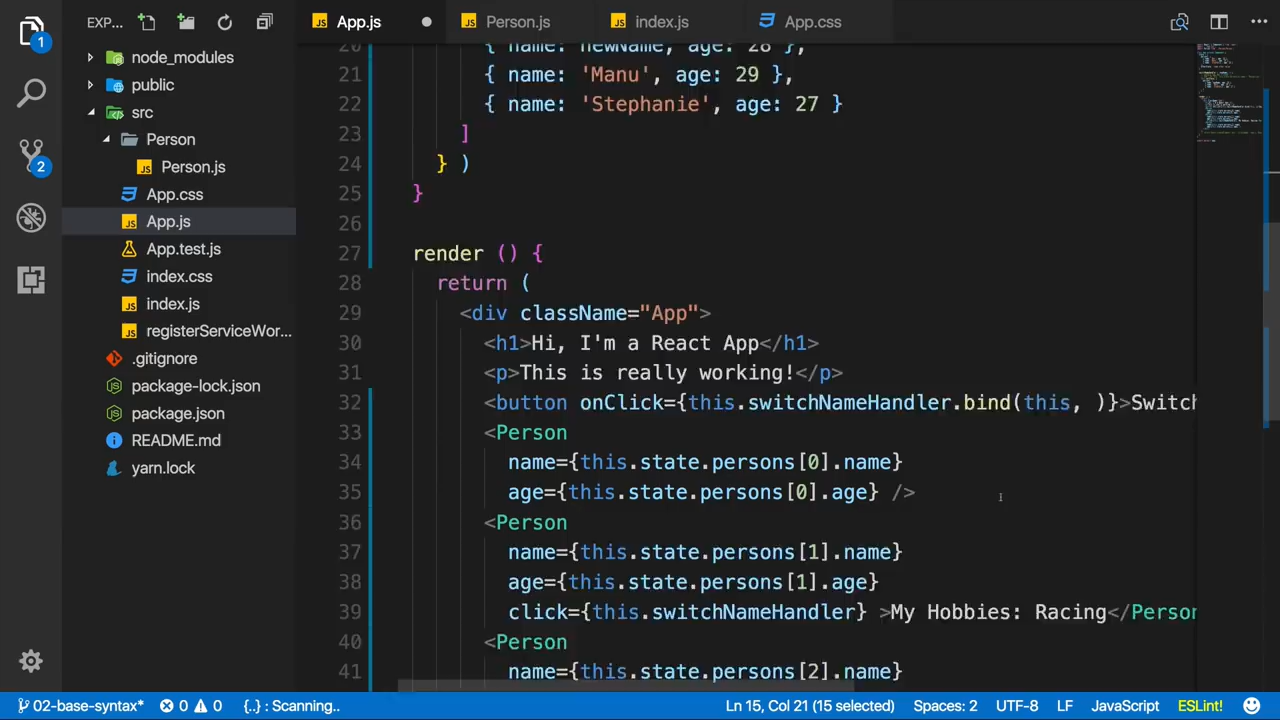 EXP...
App.js
Person.js
index.js
App.css
1
2
node_modules
public
src
Person
Person.js
App.css
App.js
App.test.js
index.css
index.js
registerServiceWor...
.gitignore
package-lock.json
package.json
README.md
yarn.lock
20 { name: newName, age: 28 },
21 { name: 'Manu', age: 29 },
22 { name: 'Stephanie', age: 27 }
23 ]
24 } )
25 }
26
27 render () {
28 return (
29 <div className="App">
30 <h1>Hi, I'm a React App</h1>
31 <p>This is really working!</p>
32 <button onClick={this.switchNameHandler.bind(this, )}>Switch
33 <Person
34 name={this.state.persons[0].name}
35 age={this.state.persons[0].age} />
36 <Person
37 name={this.state.persons[1].name}
38 age={this.state.persons[1].age}
39 click={this.switchNameHandler} >My Hobbies: Racing</Person
40 <Person
41 name={this.state.persons[2].name}
02-base-syntax* 0 0 {..} : Scanning.. Ln 15, Col 21 (15 selected) Spaces: 2 UTF-8 LF JavaScript ESLint!